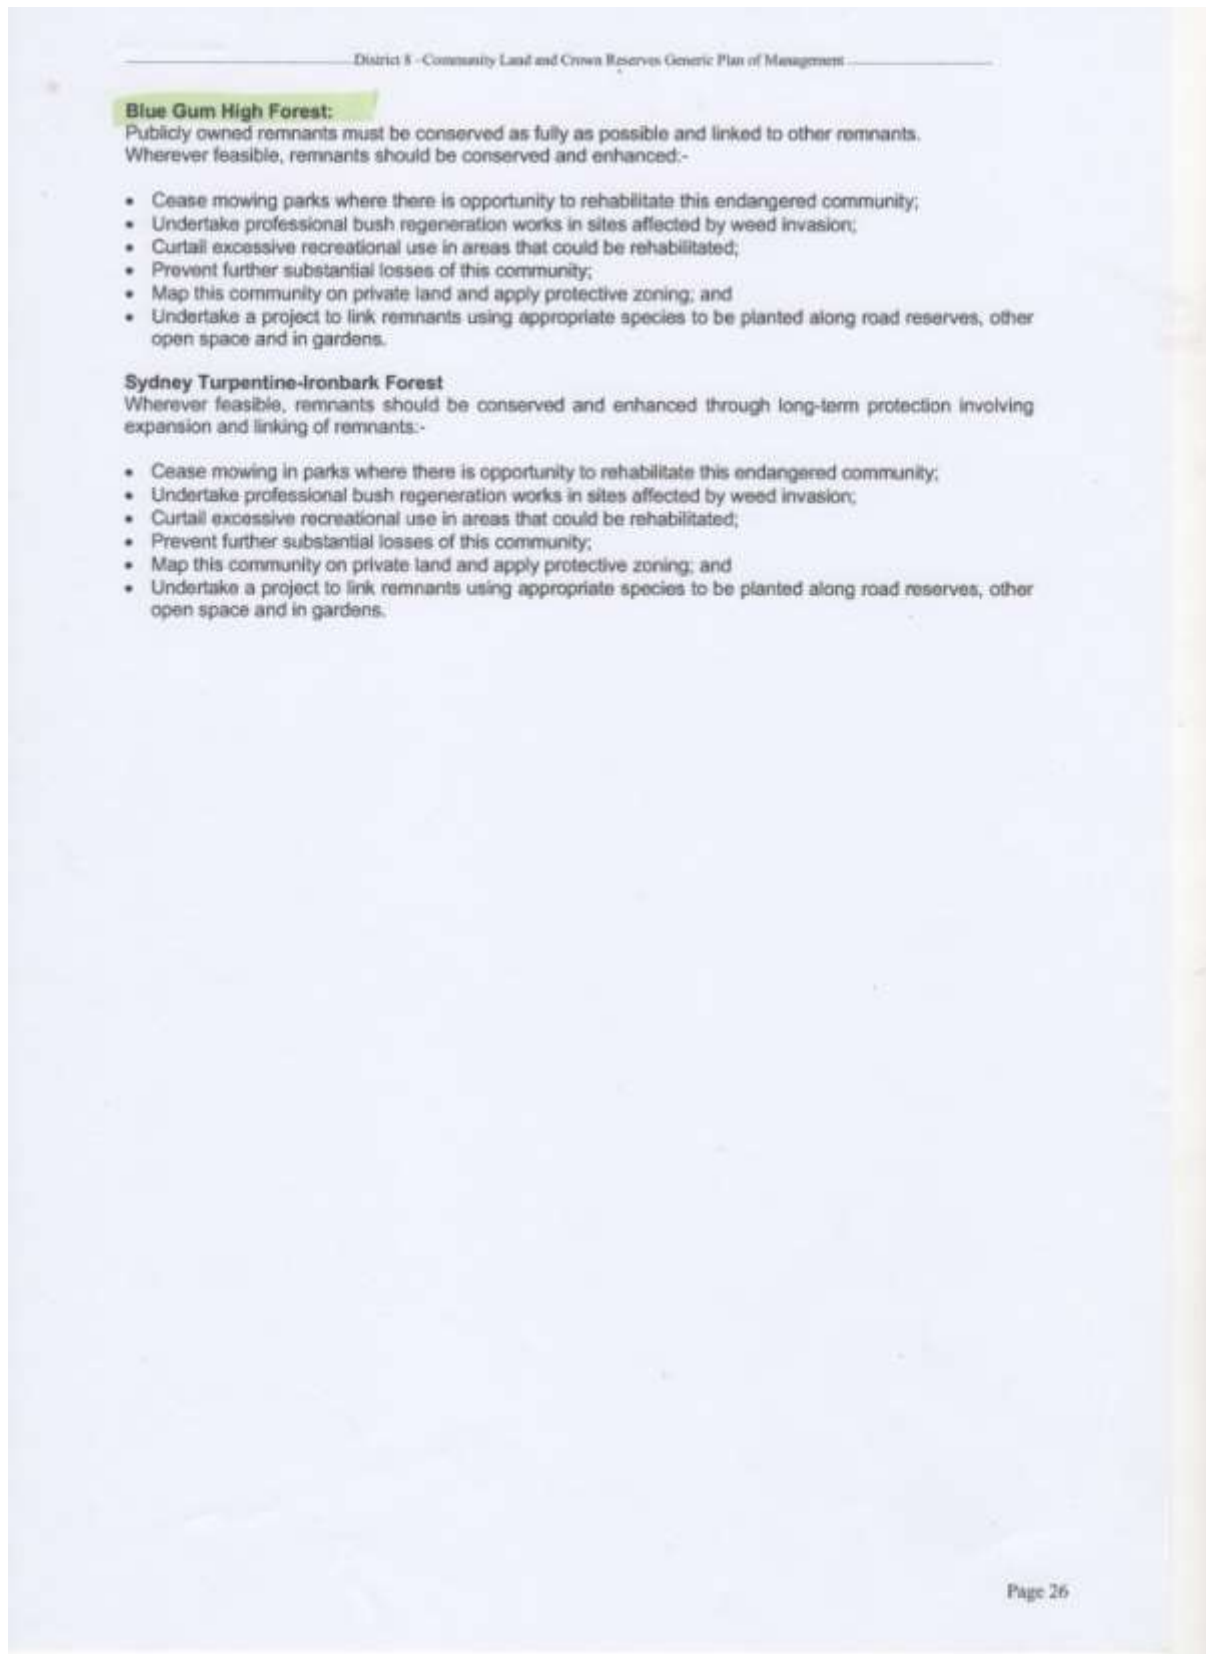 District 8 - Community Land and Crown Reserves Generic Plan of Management
Blue Gum High Forest:
Publicly owned remnants must be conserved as fully as possible and linked to other remnants.
Wherever feasible, remnants should be conserved and enhanced:-
• Cease mowing parks where there is opportunity to rehabilitate this endangered community;
• Undertake professional bush regeneration works in sites affected by weed invasion;
• Curtail excessive recreational use in areas that could be rehabilitated;
• Prevent further substantial losses of this community;
• Map this community on private land and apply protective zoning; and
• Undertake a project to link remnants using appropriate species to be planted along road reserves, other
open space and in gardens.
Sydney Turpentine-Ironbark Forest
Wherever feasible, remnants should be conserved and enhanced through long-term protection involving
expansion and linking of remnants:-
• Cease mowing in parks where there is opportunity to rehabilitate this endangered community;
• Undertake professional bush regeneration works in sites affected by weed invasion;
• Curtail excessive recreational use in areas that could be rehabilitated;
• Prevent further substantial losses of this community;
• Map this community on private land and apply protective zoning; and
• Undertake a project to link remnants using appropriate species to be planted along road reserves, other
open space and in gardens.
Page 26